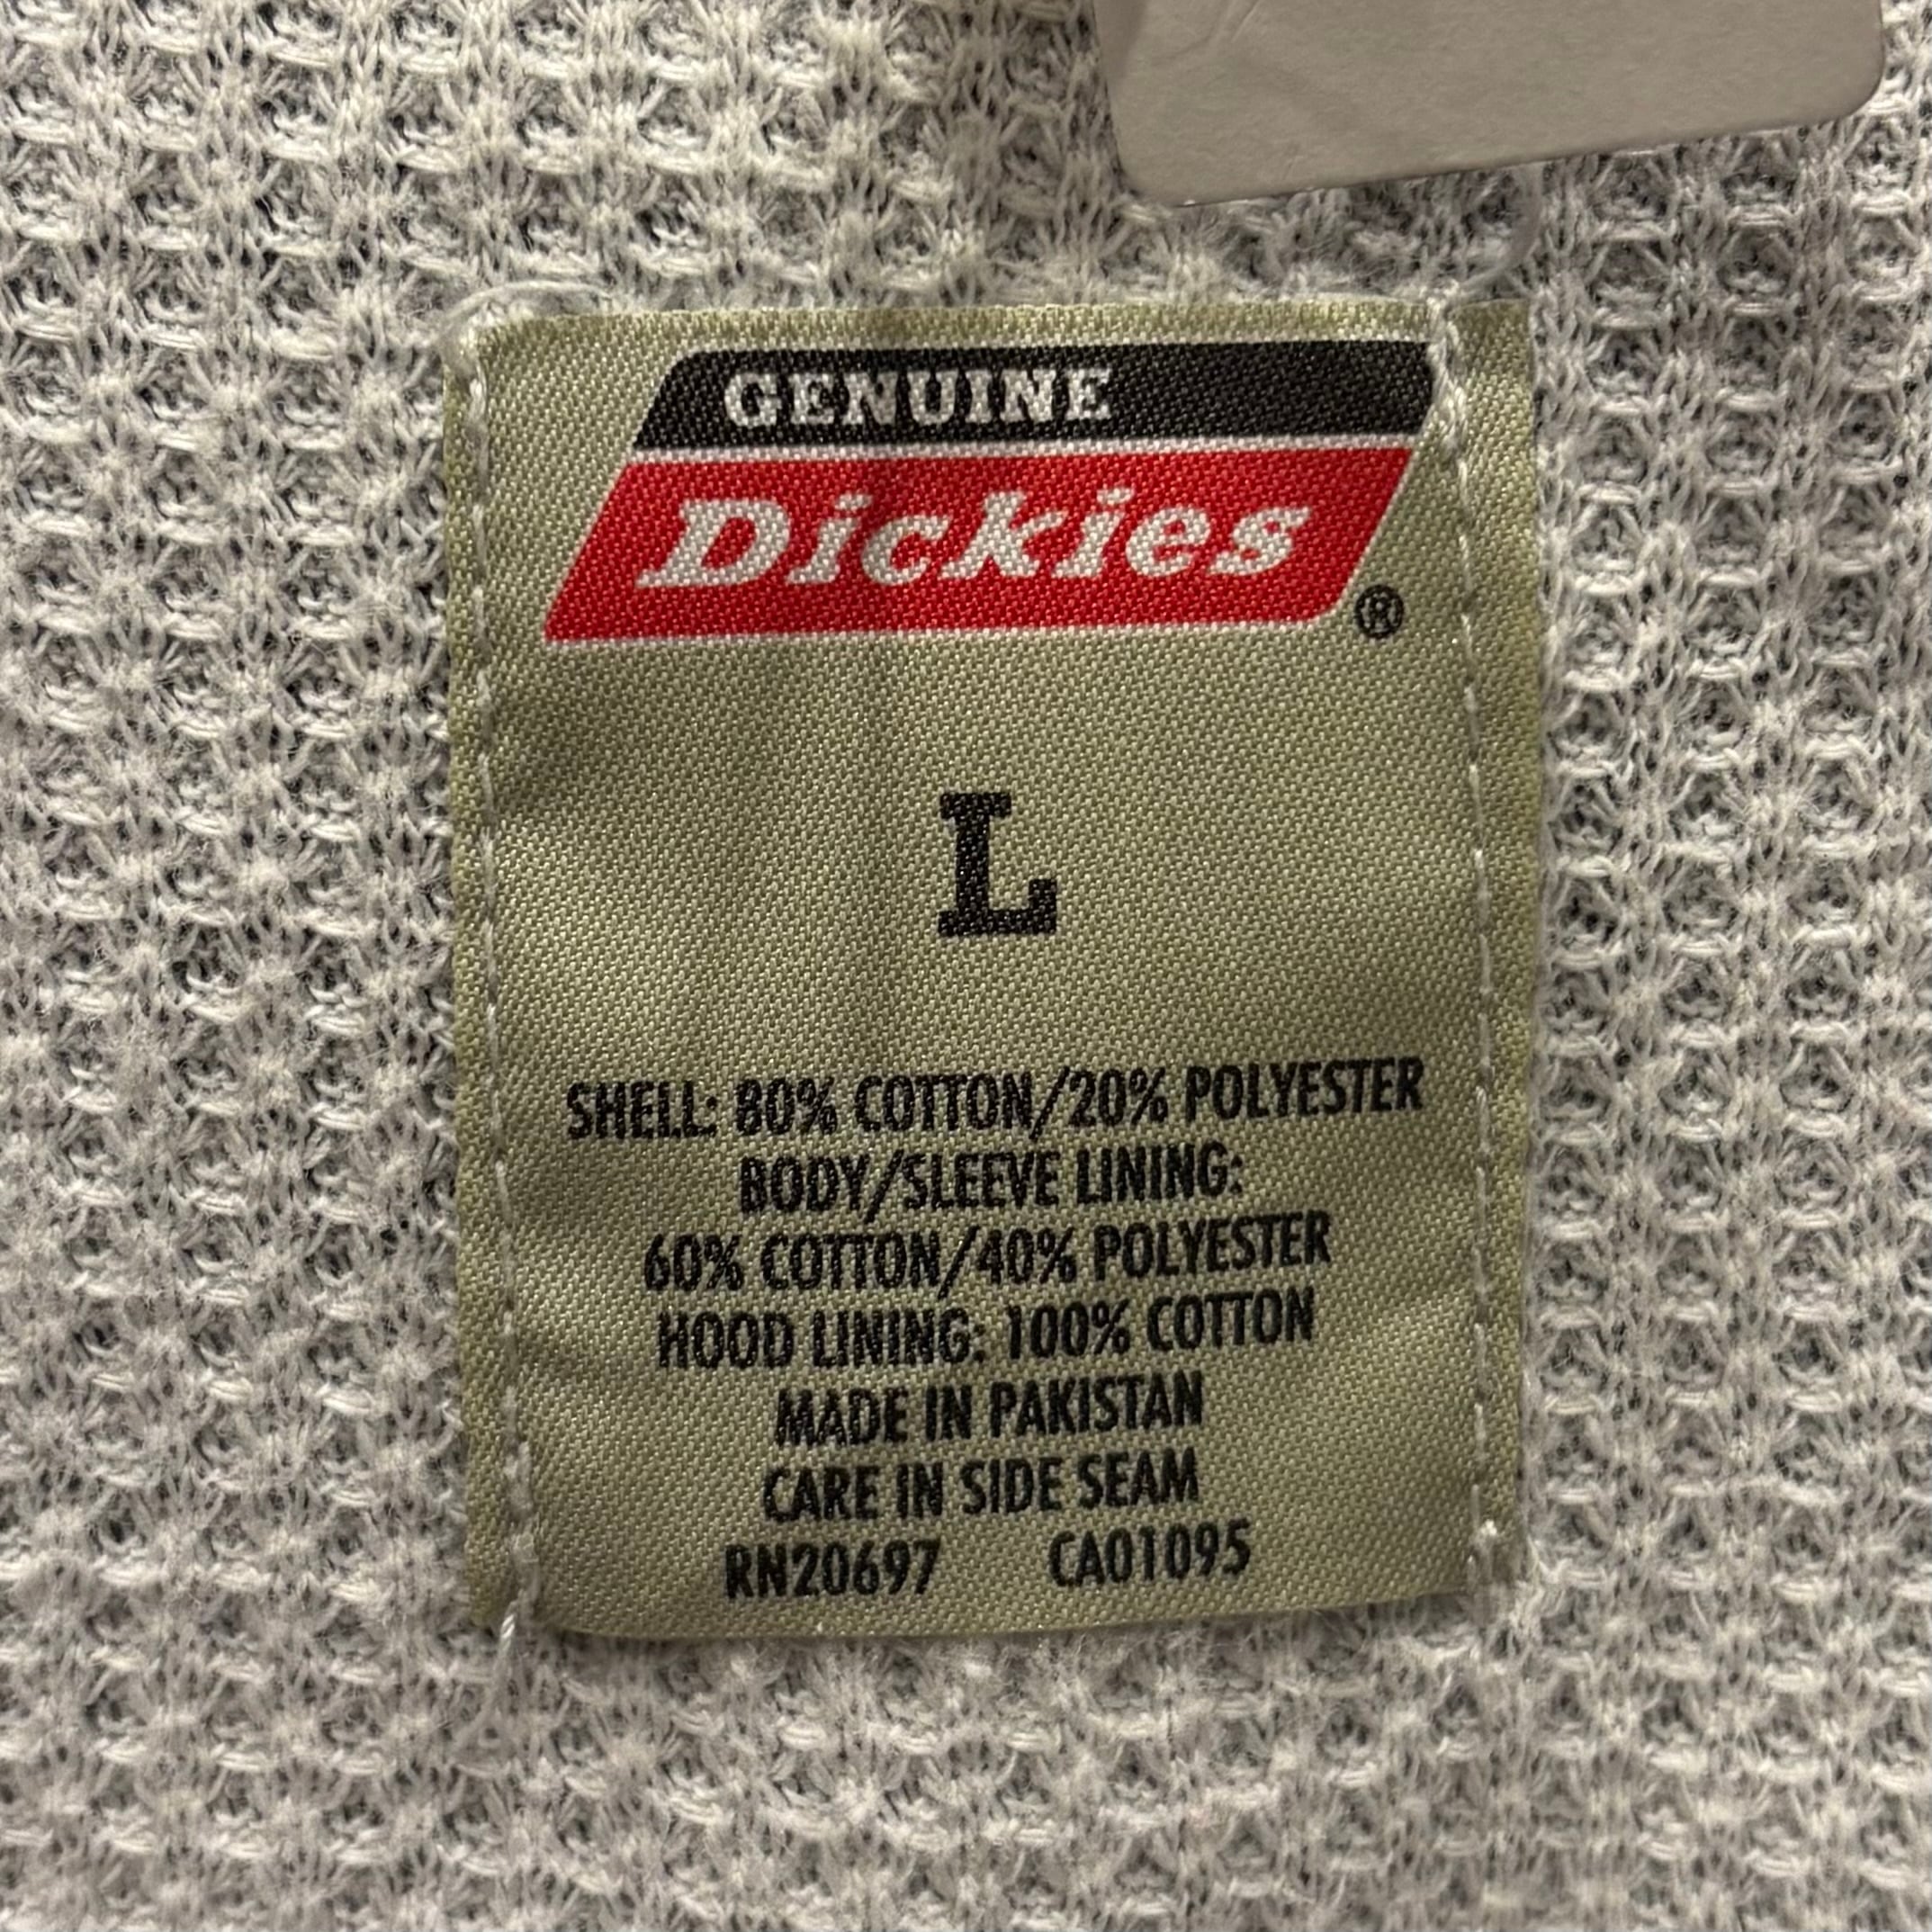 GENUINE
Dickies®
L
SHELL: 80% COTTON/20% POLYESTER
BODY/SLEEVE LINING:
60% COTTON/40% POLYESTER
HOOD LINING: 100% COTTON
MADE IN PAKISTAN
CARE IN SIDE SEAM
RN20697 CA01095